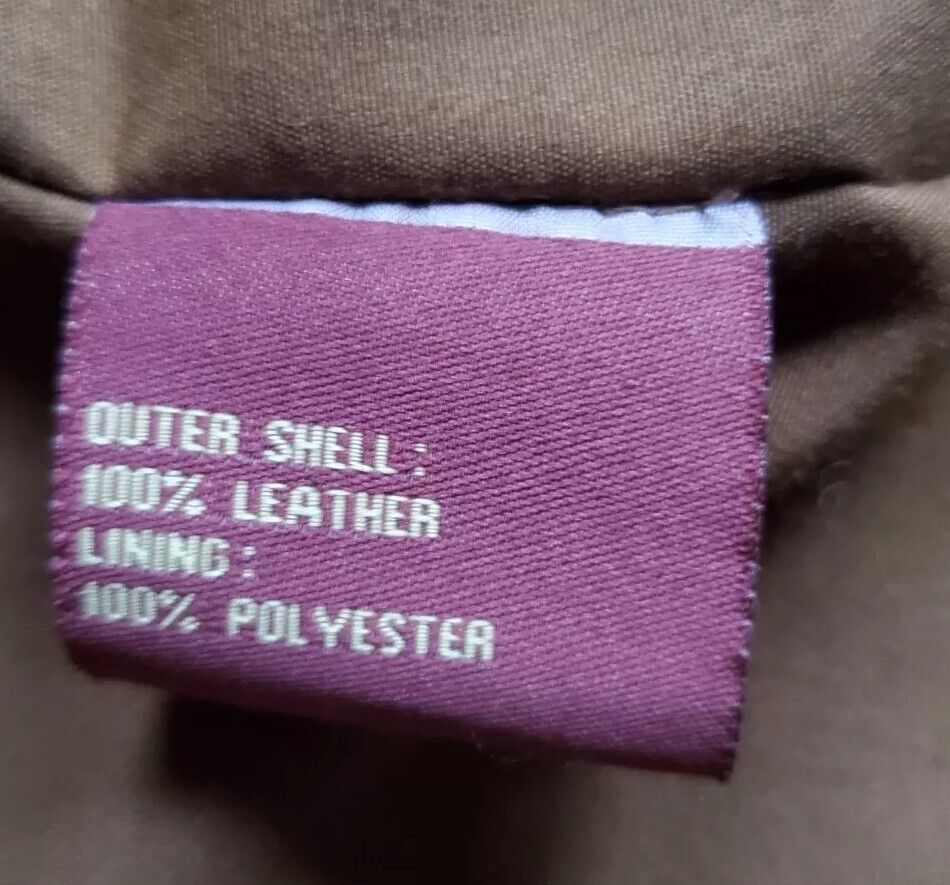 OUTER SHELL:
100% LEATHER
LINING:
100% POLYESTER